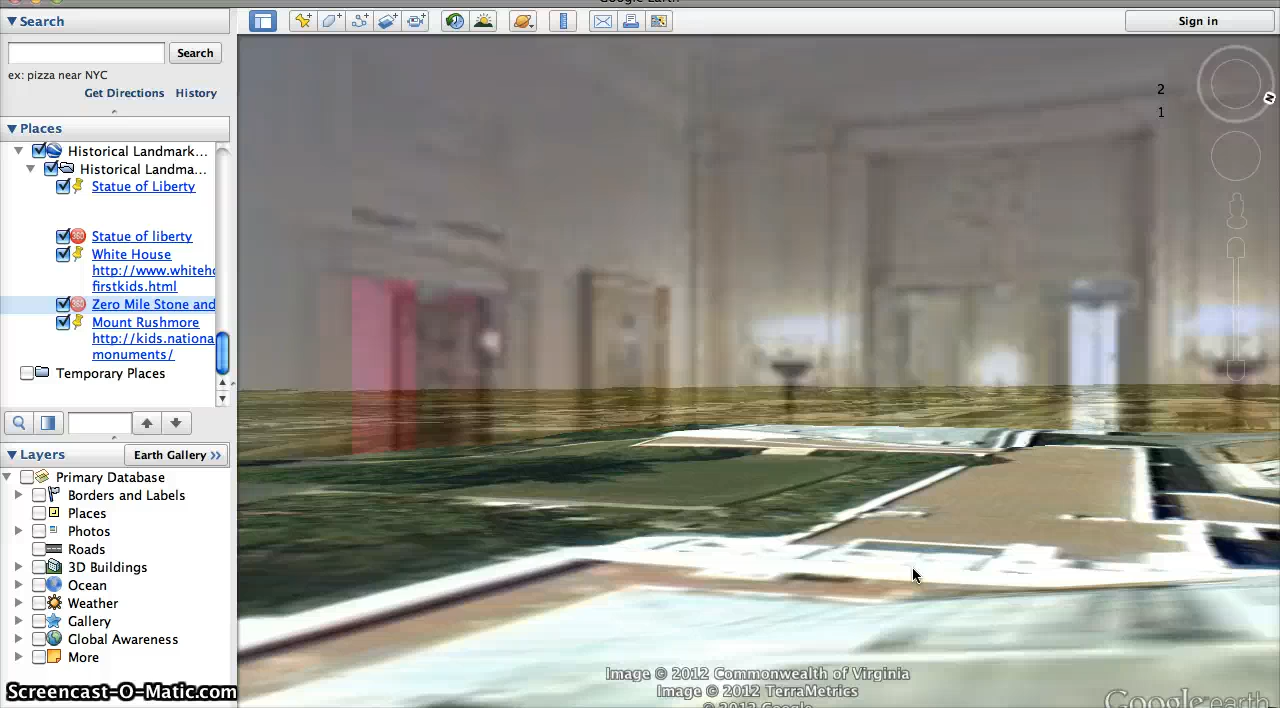 Google Earth
Search
Sign in
Search
ex: pizza near NYC
Get Directions History
2
1
Places
Historical Landmark...
Historical Landma...
Statue of Liberty
Statue of liberty
White House
http://www.whiteho
firstkids.html
Zero Mile Stone and
Mount Rushmore
http://kids.nationa
monuments/
Temporary Places
Layers
Earth Gallery >>
Primary Database
Borders and Labels
Places
Photos
Roads
3D Buildings
Ocean
Weather
Gallery
Global Awareness
More
360
360
N
Image © 2012 Commonwealth of Virginia
Image © 2012 TerraMetrics
© 2012 Google
Google earth
Screencast-O-Matic.com